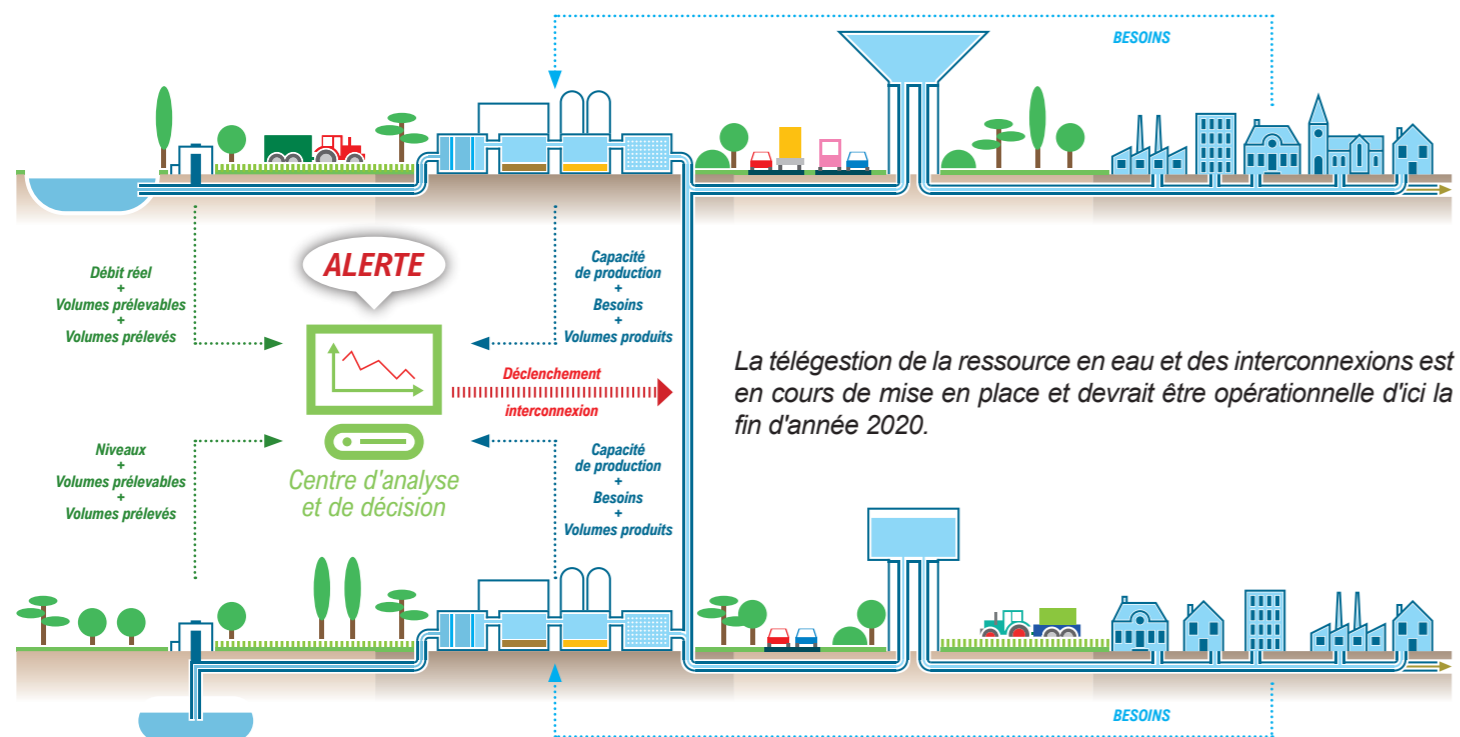 BESOINS
ALERTE
Débit réel
+
Volumes prélevables
+
Volumes prélevés
Capacité
de production
+
Besoins
+
Volumes produits
Déclenchement
interconnexion
La télégestion de la ressource en eau et des interconnexions est
en cours de mise en place et devrait être opérationnelle d'ici la
fin d'année 2020.
Niveaux
+
Volumes prélevables
+
Volumes prélevés
Centre d'analyse
et de décision
Capacité
de production
+
Besoins
+
Volumes produits
BESOINS